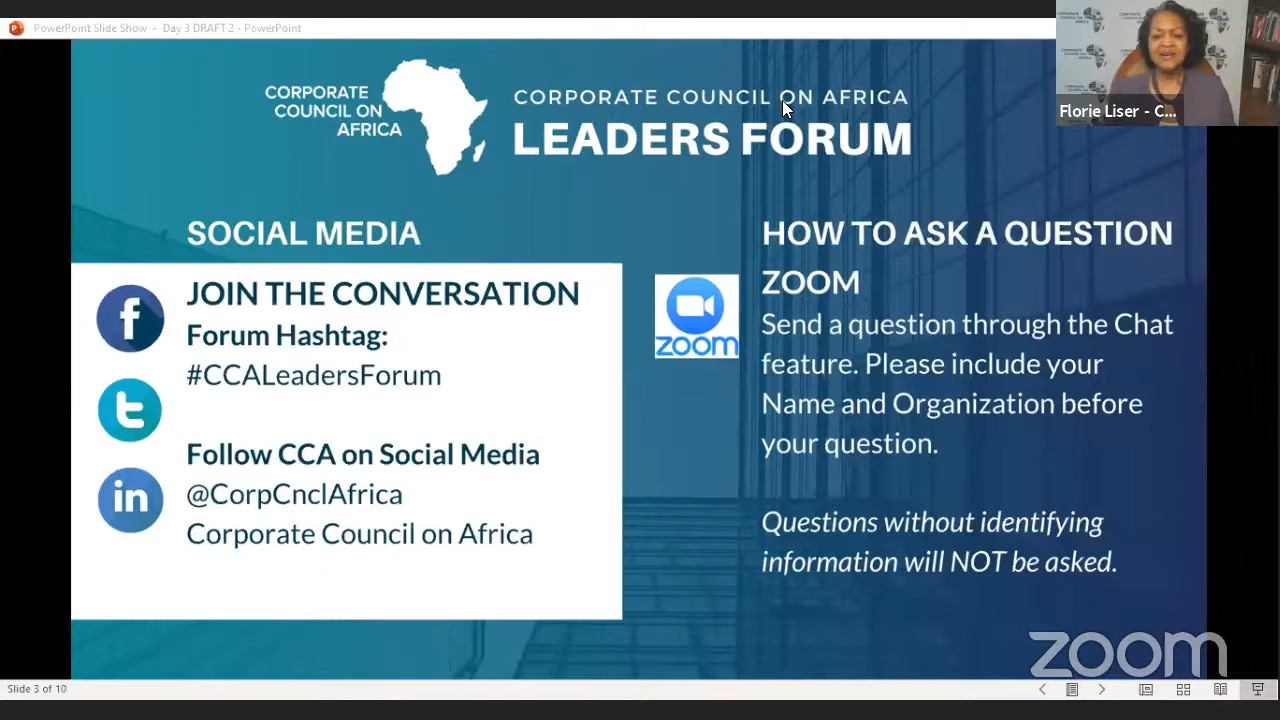 PowerPoint Slide Show - Day 3 DRAFT 2 - PowerPoint
CORPORATE
COUNCIL ON
AFRICA
CORPORATE COUNCIL ON AFRICA
LEADERS FORUM
Florie Liser - C...
SOCIAL MEDIA
JOIN THE CONVERSATION
Forum Hashtag:
#CCALeadersForum
Follow CCA on Social Media
@CorpCnclAfrica
Corporate Council on Africa
HOW TO ASK A QUESTION
zoom
ZOOM
Send a question through the Chat
feature. Please include your
Name and Organization before
your question.
Questions without identifying
information will NOT be asked.
zoom
Slide 3 of 10